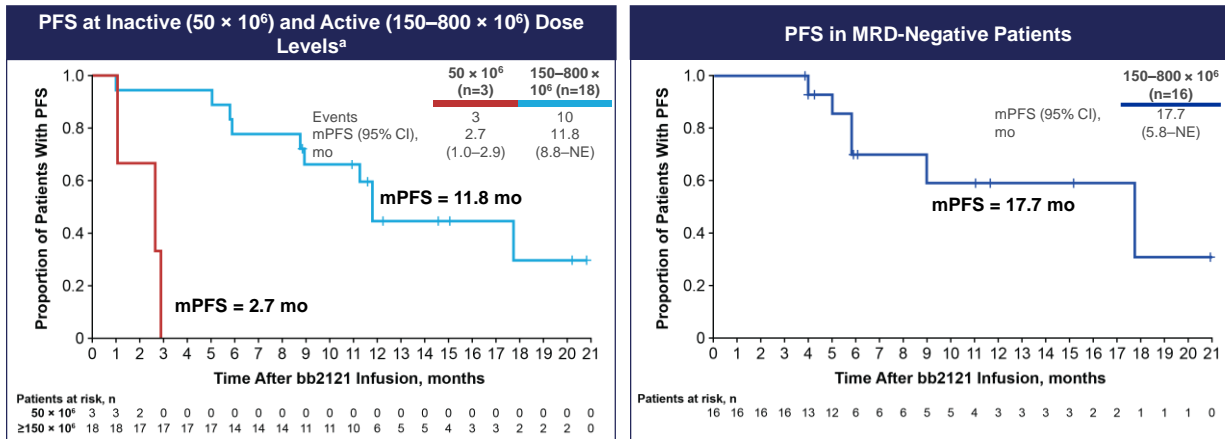 PFS at Inactive (50 × 10⁶) and Active (150–800 × 10⁶) Dose
Levelsᵃ
50 × 10⁶
(n=3)
150–800 ×
10⁶ (n=18)
Events 3 10
mPFS (95% CI), 2.7 11.8
mo (1.0–2.9) (8.8–NE)
Proportion of Patients With PFS
1.0
0.8
0.6
0.4
0.2
0
mPFS = 11.8 mo
mPFS = 2.7 mo
0 1 2 3 4 5 6 7 8 9 10 11 12 13 14 15 16 17 18 19 20 21
Time After bb2121 Infusion, months
Patients at risk, n
50 × 10⁶ 3 3 2 0 0 0 0 0 0 0 0 0 0 0 0 0 0 0 0 0 0 0
≥150 × 10⁶ 18 18 17 17 17 17 14 14 14 11 11 10 6 5 5 4 3 3 2 2 2 0
PFS in MRD-Negative Patients
150–800 × 10⁶
(n=16)
mPFS (95% CI), 17.7
mo (5.8–NE)
Proportion of Patients With PFS
1.0
0.8
0.6
0.4
0.2
0
mPFS = 17.7 mo
0 1 2 3 4 5 6 7 8 9 10 11 12 13 14 15 16 17 18 19 20 21
Time After bb2121 Infusion, months
Patients at risk, n
16 16 16 16 13 12 6 6 6 5 5 4 3 3 3 3 2 2 1 1 1 0